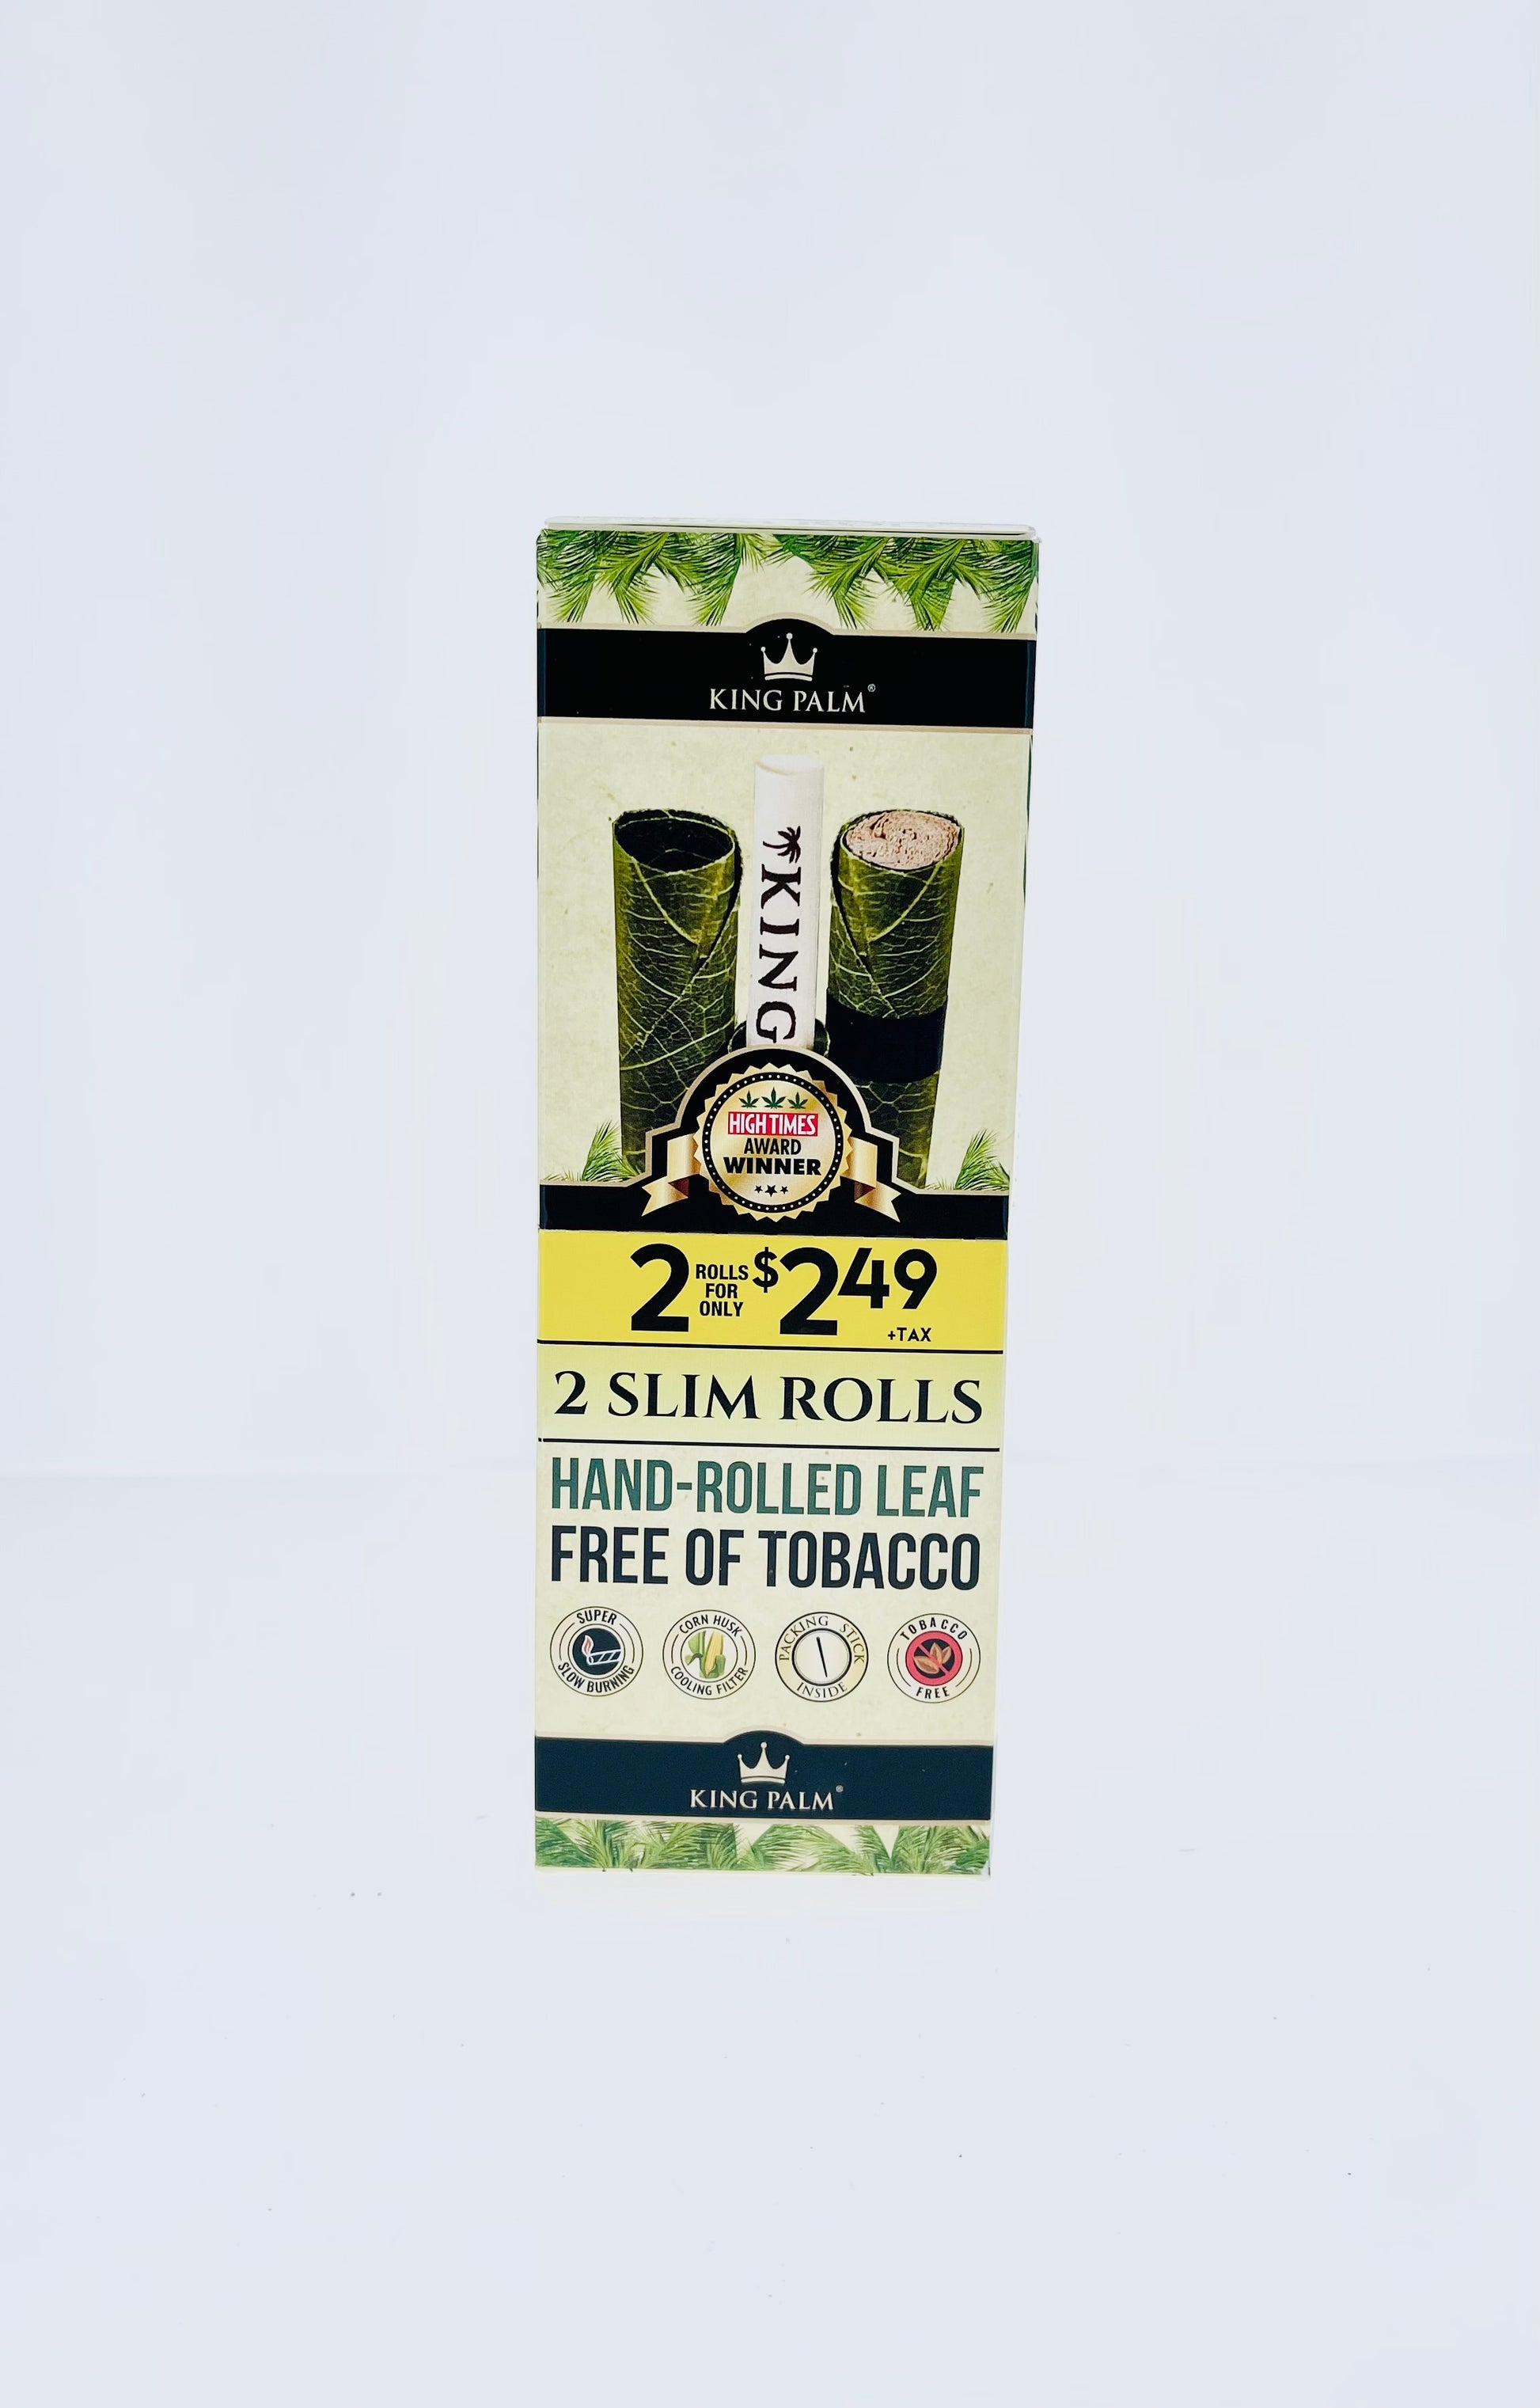 KING PALM®
KING
HIGH TIMES
AWARD
WINNER
2 ROLLS FOR ONLY $2.49
+TAX
2 SLIM ROLLS
HAND-ROLLED LEAF
FREE OF TOBACCO
SUPER SLOW BURNING
CORN HUSK COOLING FILTER
PACKING STICK INSIDE
TOBACCO FREE
KING PALM®